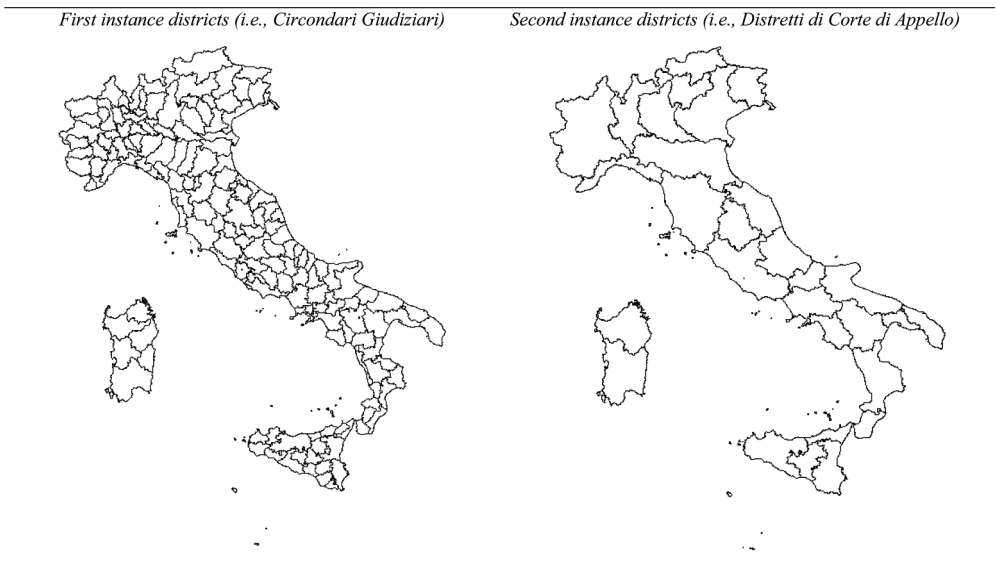 First instance districts (i.e., Circondari Giudiziari)
Second instance districts (i.e., Distretti di Corte di Appello)